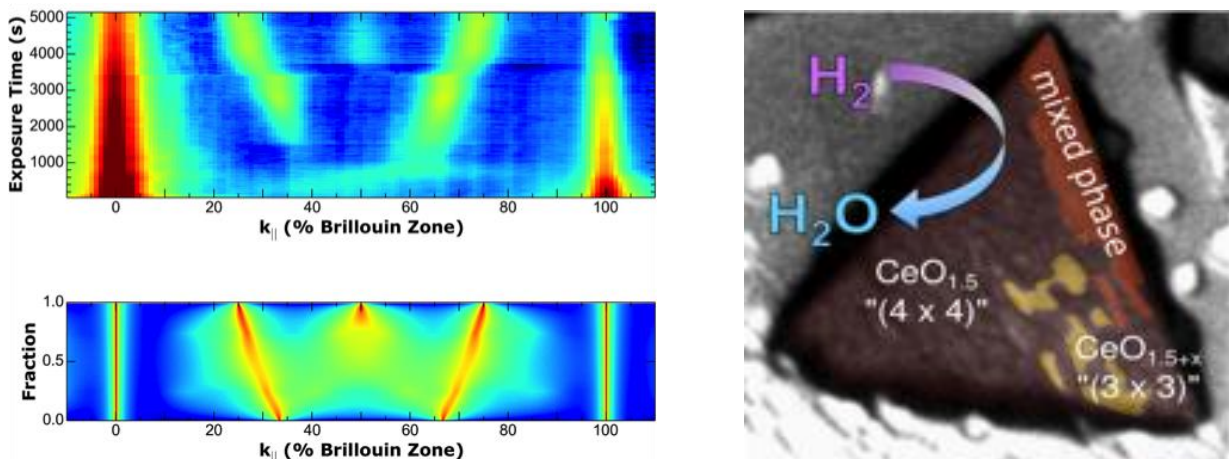 Exposure Time (s)
5000
4000
3000
2000
1000
0 20 40 60 80 100
k|| (% Brillouin Zone)
Fraction
1.0
0.5
0.0
0 20 40 60 80 100
k|| (% Brillouin Zone)
H₂
H₂O
mixed phase
CeO₁.₅
"(4 x 4)"
CeO₁.₅₊ₓ
"(3 x 3)"